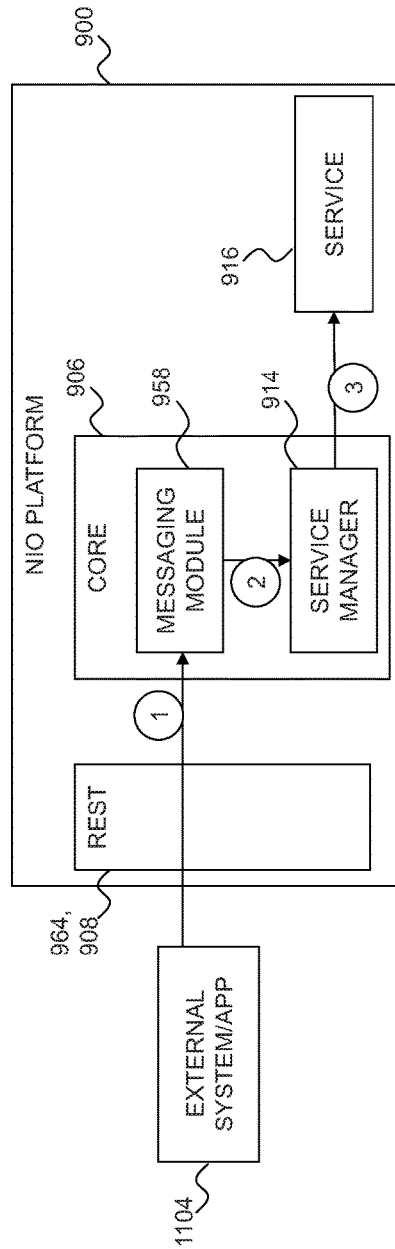 NIO PLATFORM
900
906
CORE
958
MESSAGING
MODULE
1
2
914
SERVICE
MANAGER
3
916
SERVICE
REST
964,
908
EXTERNAL
SYSTEM/APP
1104